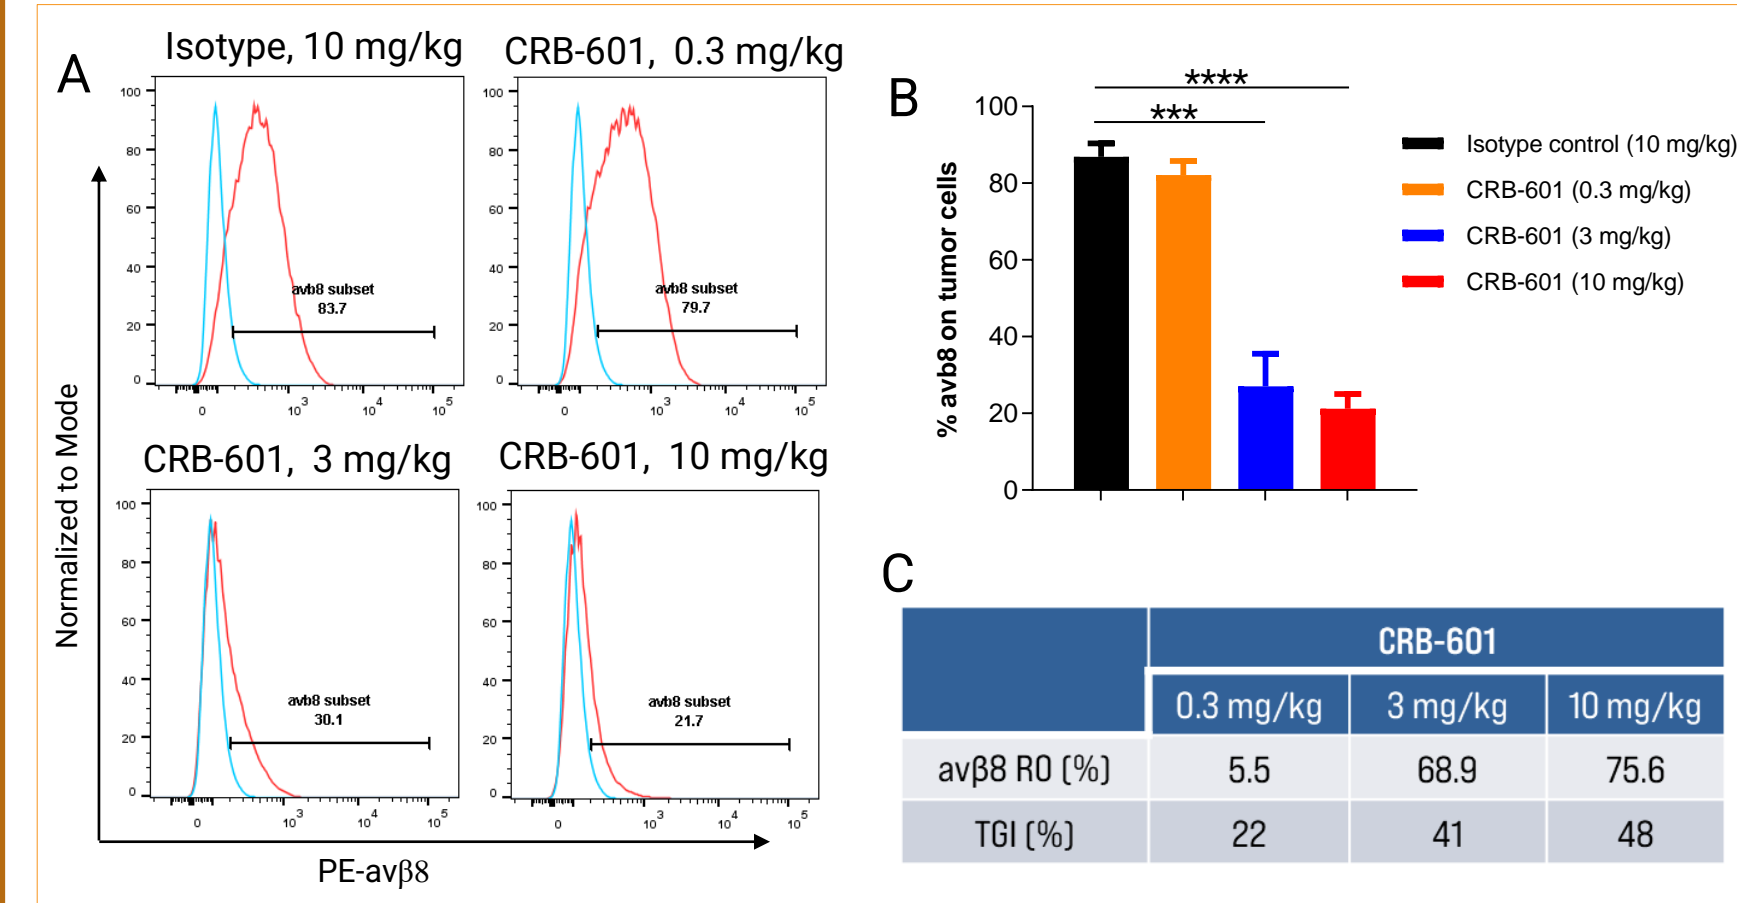 A
Isotype, 10 mg/kg
CRB-601, 0.3 mg/kg
100
80
60
40
20
0
avb8 subset
83.7
0
10^3
10^4
10^5
100
80
60
40
20
0
avb8 subset
79.7
0
10^3
10^4
10^5
CRB-601, 3 mg/kg
CRB-601, 10 mg/kg
100
80
60
40
20
0
avb8 subset
30.1
0
10^3
10^4
10^5
100
80
60
40
20
0
avb8 subset
21.7
0
10^3
10^4
10^5
Normalized to Mode
PE-avβ8
B
****
***
100
80
60
40
20
0
% avb8 on tumor cells
Isotype control (10 mg/kg)
CRB-601 (0.3 mg/kg)
CRB-601 (3 mg/kg)
CRB-601 (10 mg/kg)
C
CRB-601
0.3 mg/kg 3 mg/kg 10 mg/kg
avβ8 RO (%) 5.5 68.9 75.6
TGI (%) 22 41 48